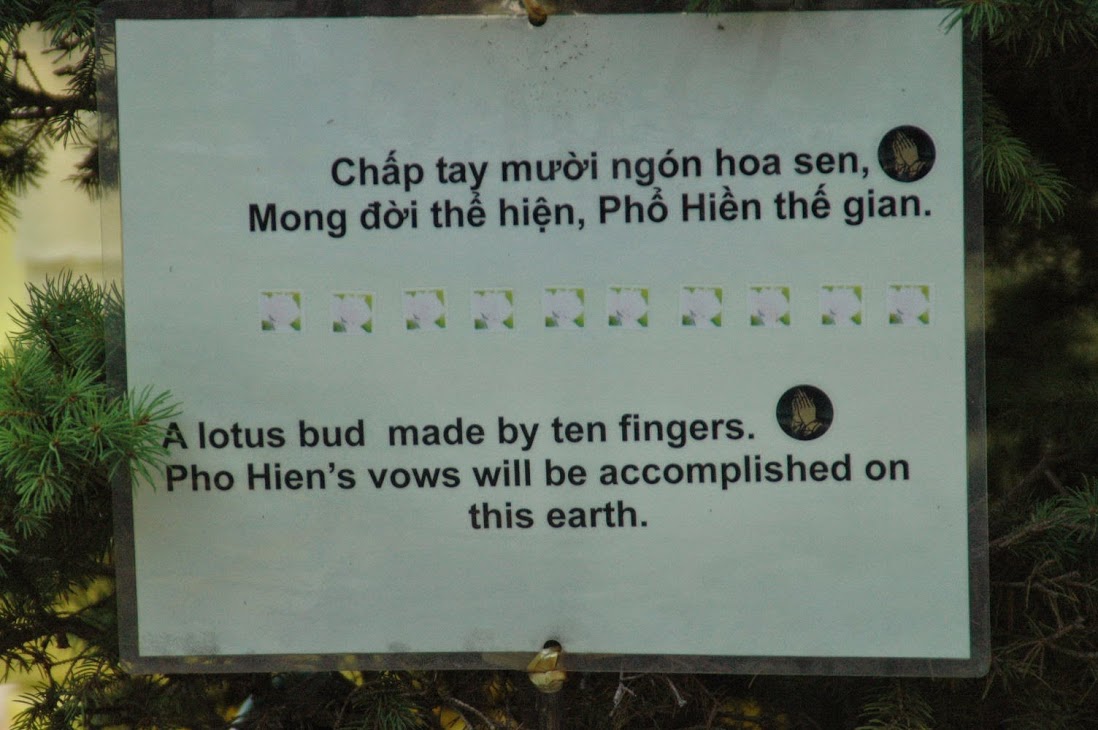 Chấp tay mười ngón hoa sen,
Mong đời thể hiện, Phổ Hiền thế gian.
A lotus bud made by ten fingers.
Pho Hien’s vows will be accomplished on
this earth.